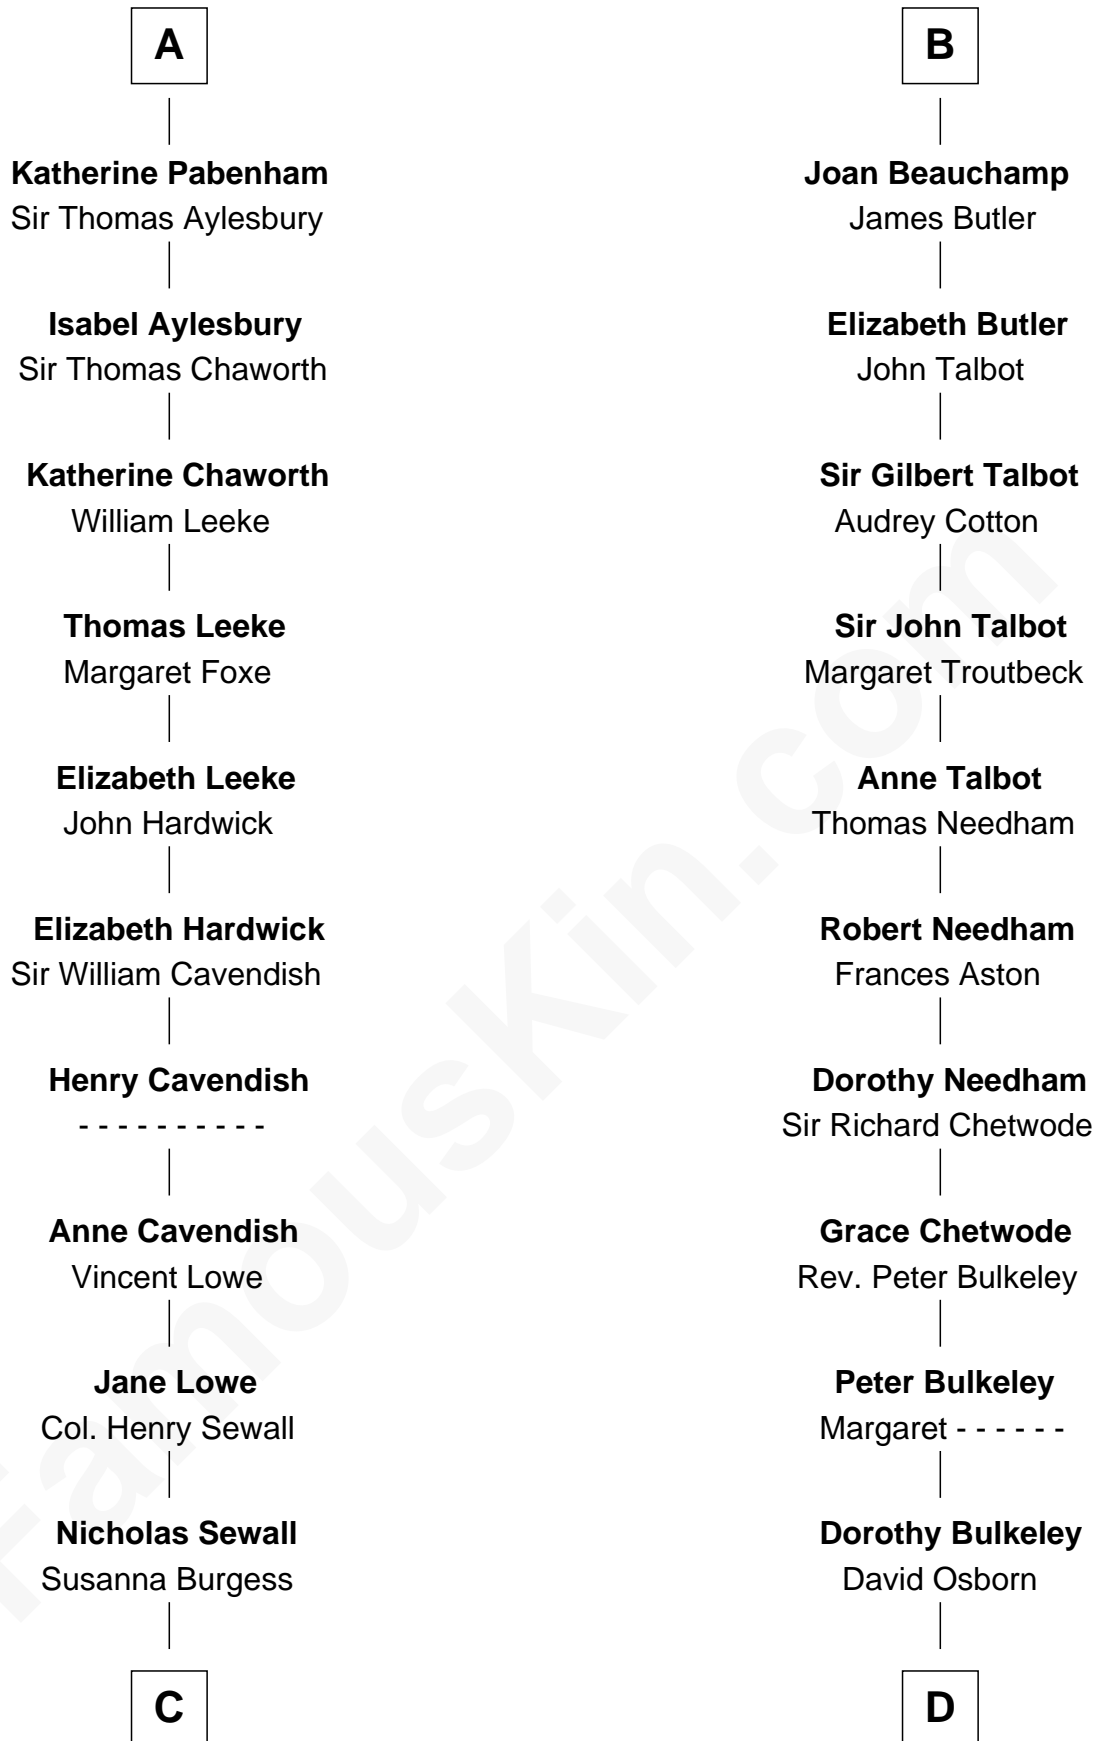 A
Katherine Pabenham
Sir Thomas Aylesbury
Isabel Aylesbury
Sir Thomas Chaworth
Katherine Chaworth
William Leeke
Thomas Leeke
Margaret Foxe
Elizabeth Leeke
John Hardwick
Elizabeth Hardwick
Sir William Cavendish
Henry Cavendish
- - - - - - - - - -
Anne Cavendish
Vincent Lowe
Jane Lowe
Col. Henry Sewall
Nicholas Sewall
Susanna Burgess
C
B
Joan Beauchamp
James Butler
Elizabeth Butler
John Talbot
Sir Gilbert Talbot
Audrey Cotton
Sir John Talbot
Margaret Troutbeck
Anne Talbot
Thomas Needham
Robert Needham
Frances Aston
Dorothy Needham
Sir Richard Chetwode
Grace Chetwode
Rev. Peter Bulkeley
Peter Bulkeley
Margaret - - - - - -
Dorothy Bulkeley
David Osborn
D
FamousKin.com